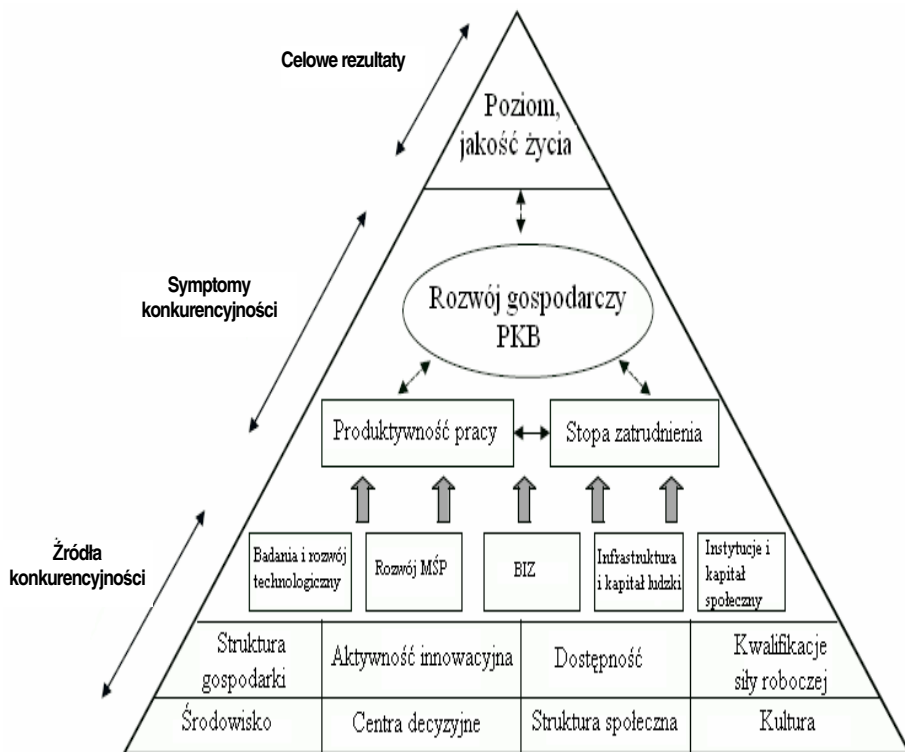 Celowe rezultaty
Poziom,
jakość życia
Symptomy
konkurencyjności
Rozwój gospodarczy
PKB
Produktywność pracy
Stopa zatrudnienia
Źródła
konkurencyjności
Badania i rozwój
technologiczny
Rozwój MŚP
BIZ
Infrastruktura
i kapitał ludzki
Instytucje i
kapitał
społeczny
Struktura
gospodarki
Aktywność innowacyjna
Dostępność
Kwalifikacje
siły roboczej
Środowisko
Centra decyzyjne
Struktura społeczna
Kultura